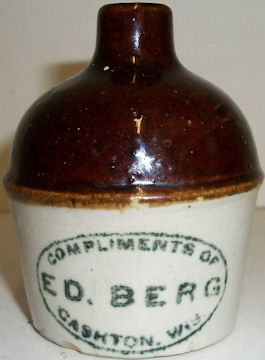 COMPLIMENTS OF
ED. BERG
CASHTON, WIS